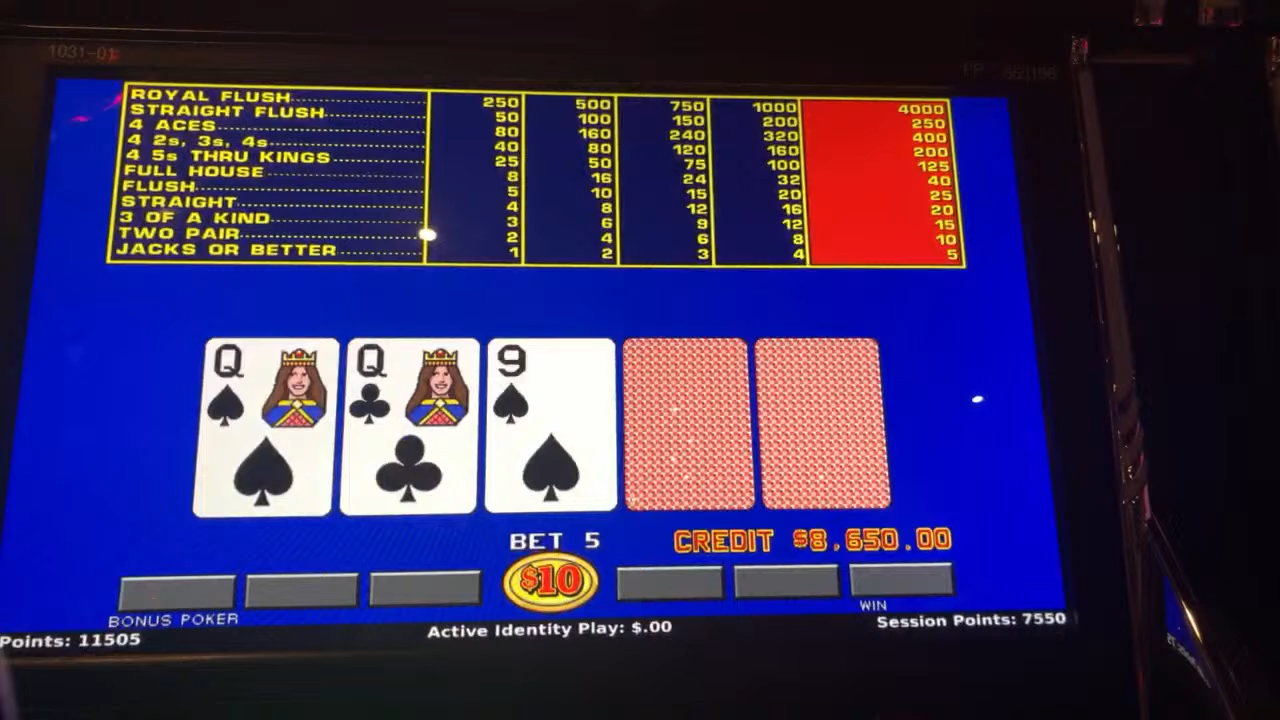 1031-01
ROYAL FLUSH 250 500 750 1000 4000
STRAIGHT FLUSH 50 100 150 200 250
4 ACES 80 160 240 320 400
4 2s, 3s, 4s 40 80 120 160 200
4 5s THRU KINGS 25 50 75 100 125
FULL HOUSE 8 16 24 32 40
FLUSH 5 10 15 20 25
STRAIGHT 4 8 12 16 20
3 OF A KIND 3 6 9 12 15
TWO PAIR 2 4 6 8 10
JACKS OR BETTER 1 2 3 4 5
Q Q 9
BET 5 CREDIT $8,650.00
$10
BONUS POKER WIN
Points: 11505 Active Identity Play: $.00 Session Points: 7550